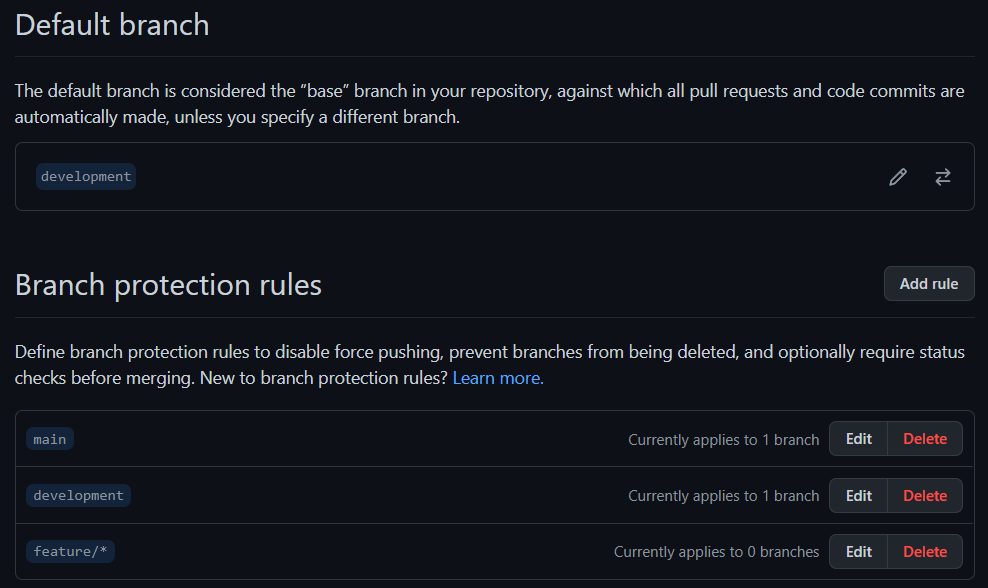 Default branch
The default branch is considered the “base” branch in your repository, against which all pull requests and code commits are
automatically made, unless you specify a different branch.
development
Branch protection rules
Add rule
Define branch protection rules to disable force pushing, prevent branches from being deleted, and optionally require status
checks before merging. New to branch protection rules? Learn more.
main Currently applies to 1 branch Edit Delete
development Currently applies to 1 branch Edit Delete
feature/* Currently applies to 0 branches Edit Delete